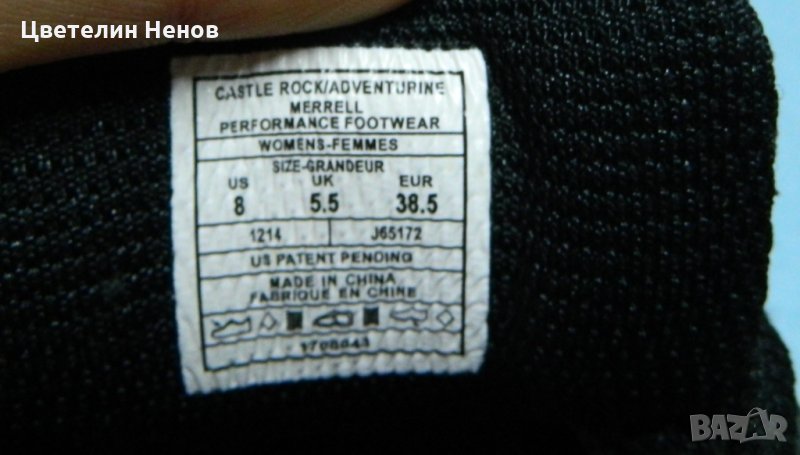 Цветелин Ненов
CASTLE ROCK/ADVENTURINE
MERRELL
PERFORMANCE FOOTWEAR
WOMENS-FEMMES
SIZE-GRANDEUR
US UK EUR
8 5.5 38.5
1214 J65172
US PATENT PENDING
MADE IN CHINA
FABRIQUE EN CHINE
BAZAR